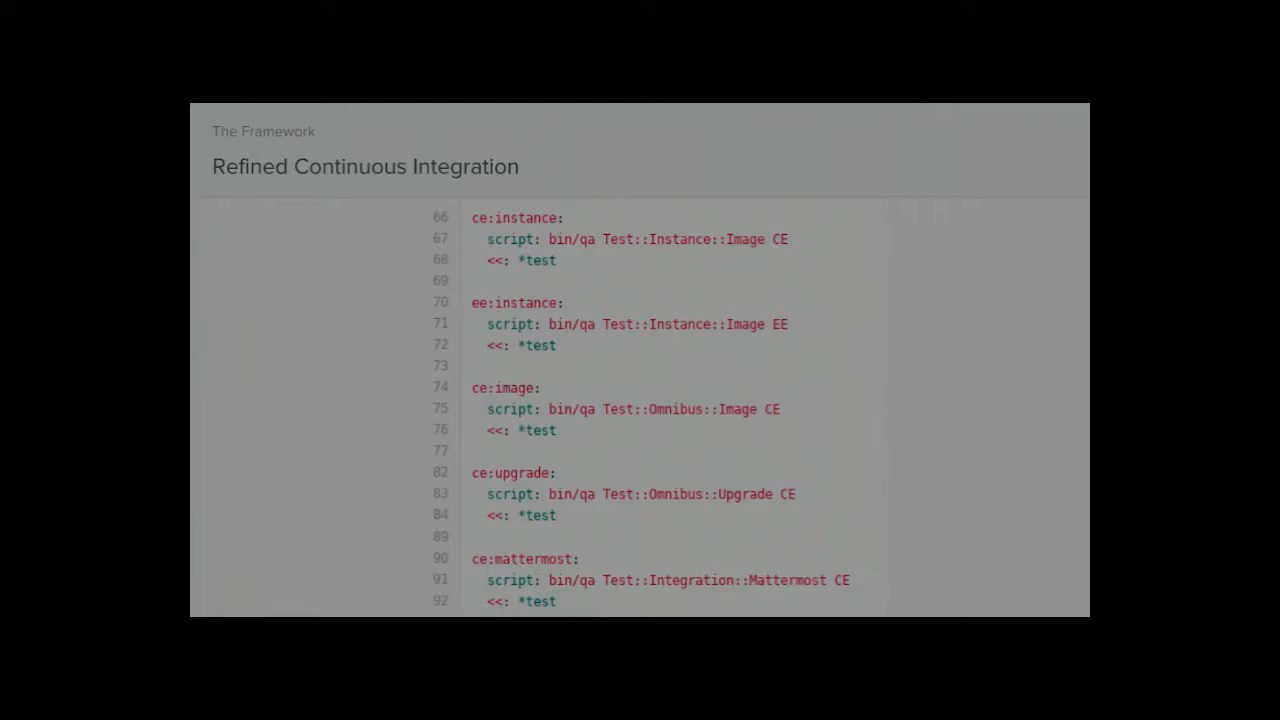 The Framework
Refined Continuous Integration
66 ce:instance:
67 script: bin/qa Test::Instance::Image CE
68 <<: *test
69
70 ee:instance:
71 script: bin/qa Test::Instance::Image EE
72 <<: *test
73
74 ce:image:
75 script: bin/qa Test::Omnibus::Image CE
76 <<: *test
77
82 ce:upgrade:
83 script: bin/qa Test::Omnibus::Upgrade CE
84 <<: *test
89
90 ce:mattermost:
91 script: bin/qa Test::Integration::Mattermost CE
92 <<: *test